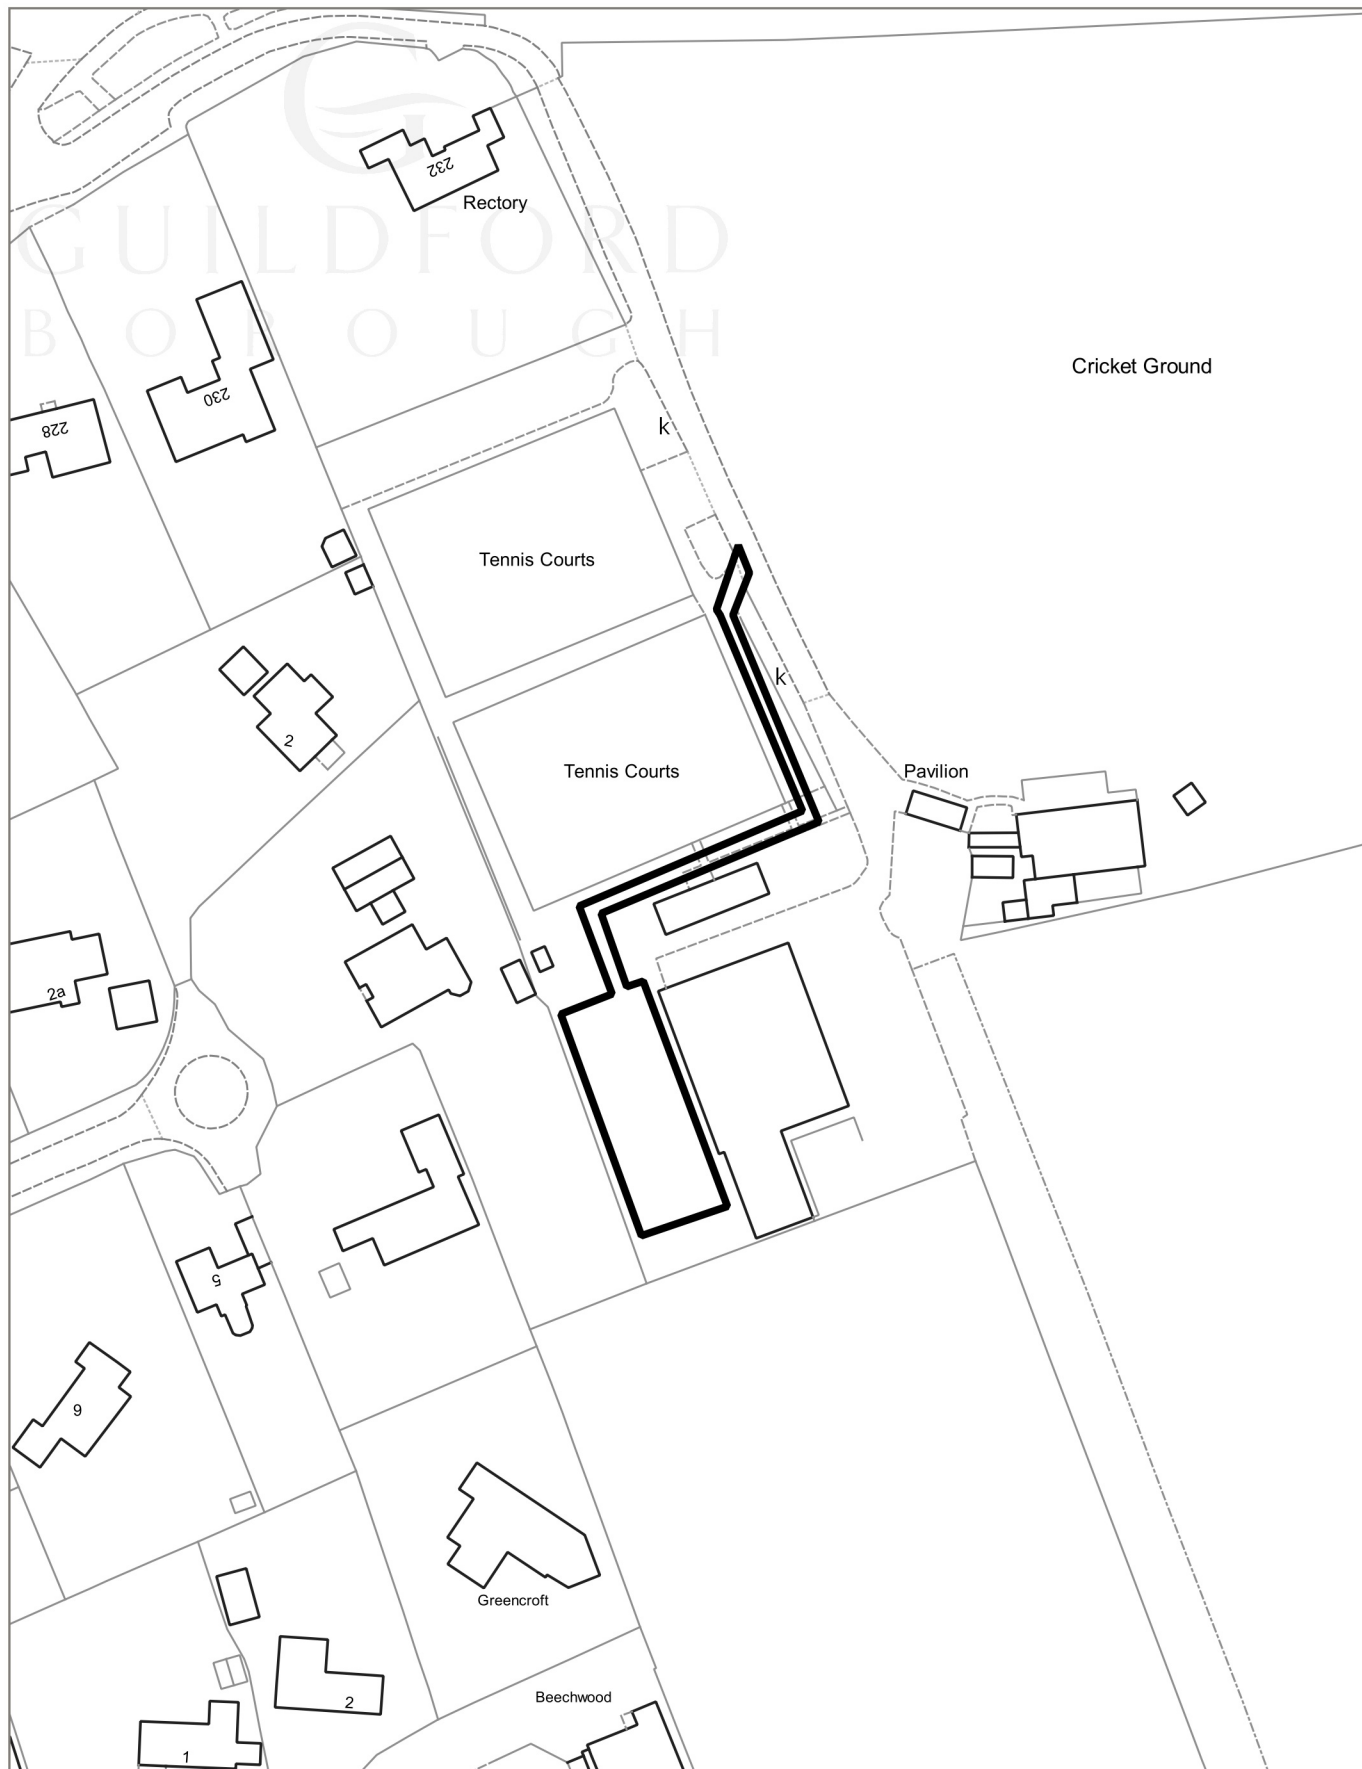 232
Rectory
GUILDFORD
BOROUGH
Cricket Ground
230
228
k
Tennis Courts
k
2
Tennis Courts
Pavilion
2a
5
9
Greencroft
Beechwood
2
1